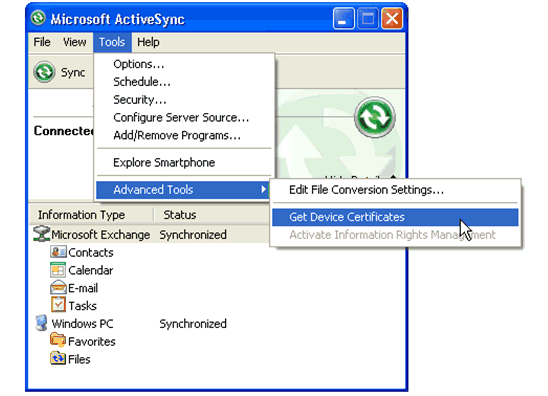 Microsoft ActiveSync
File View Tools Help
Sync
Options...
Schedule...
Security...
Configure Server Source...
Add/Remove Programs...
Explore Smartphone
Advanced Tools
Connected
Edit File Conversion Settings...
Get Device Certificates
Activate Information Rights Management
Information Type Status
Microsoft Exchange Synchronized
Contacts
Calendar
E-mail
Tasks
Windows PC Synchronized
Favorites
Files